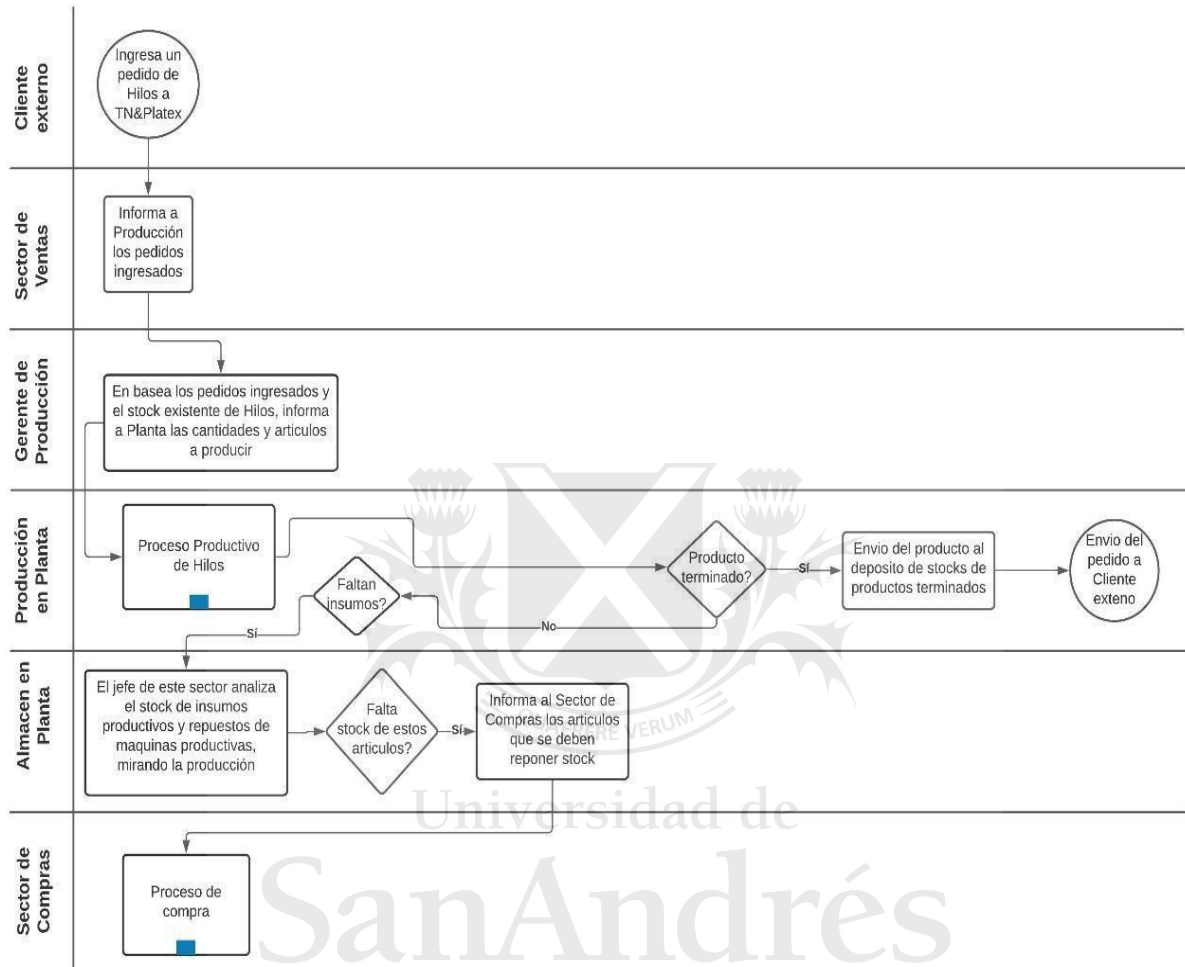 Cliente
externo
Ingresa un
pedido de
Hilos a
TN&Platex
Sector de
Ventas
Informa a
Producción
los pedidos
ingresados
Gerente de
Producción
En basea los pedidos ingresados y
el stock existente de Hilos, informa
a Planta las cantidades y articulos
a producir
Producción
en Planta
Proceso Productivo
de Hilos
Faltan
insumos?
Sí
No
Producto
terminado?
Sí
Envio del producto al
deposito de stocks de
productos terminados
Envio del
pedido a
Cliente
exteno
Almacen en
Planta
El jefe de este sector analiza
el stock de insumos
productivos y repuestos de
maquinas productivas,
mirando la producción
Falta
stock de estos
articulos?
Sí
Informa al Sector de
Compras los articulos
que se deben
reponer stock
Sector de
Compras
Proceso de
compra
VERUM
Universidad de
SanAndrés